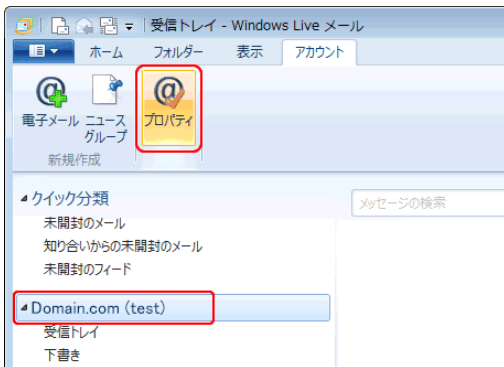 受信トレイ - Windows Live メール
ホーム フォルダー 表示 アカウント
電子メール ニュース グループ プロパティ
新規作成
クイック分類 メッセージの検索
未開封のメール
知り合いからの未開封のメール
未開封のフィード
Domain.com (test)
受信トレイ
下書き